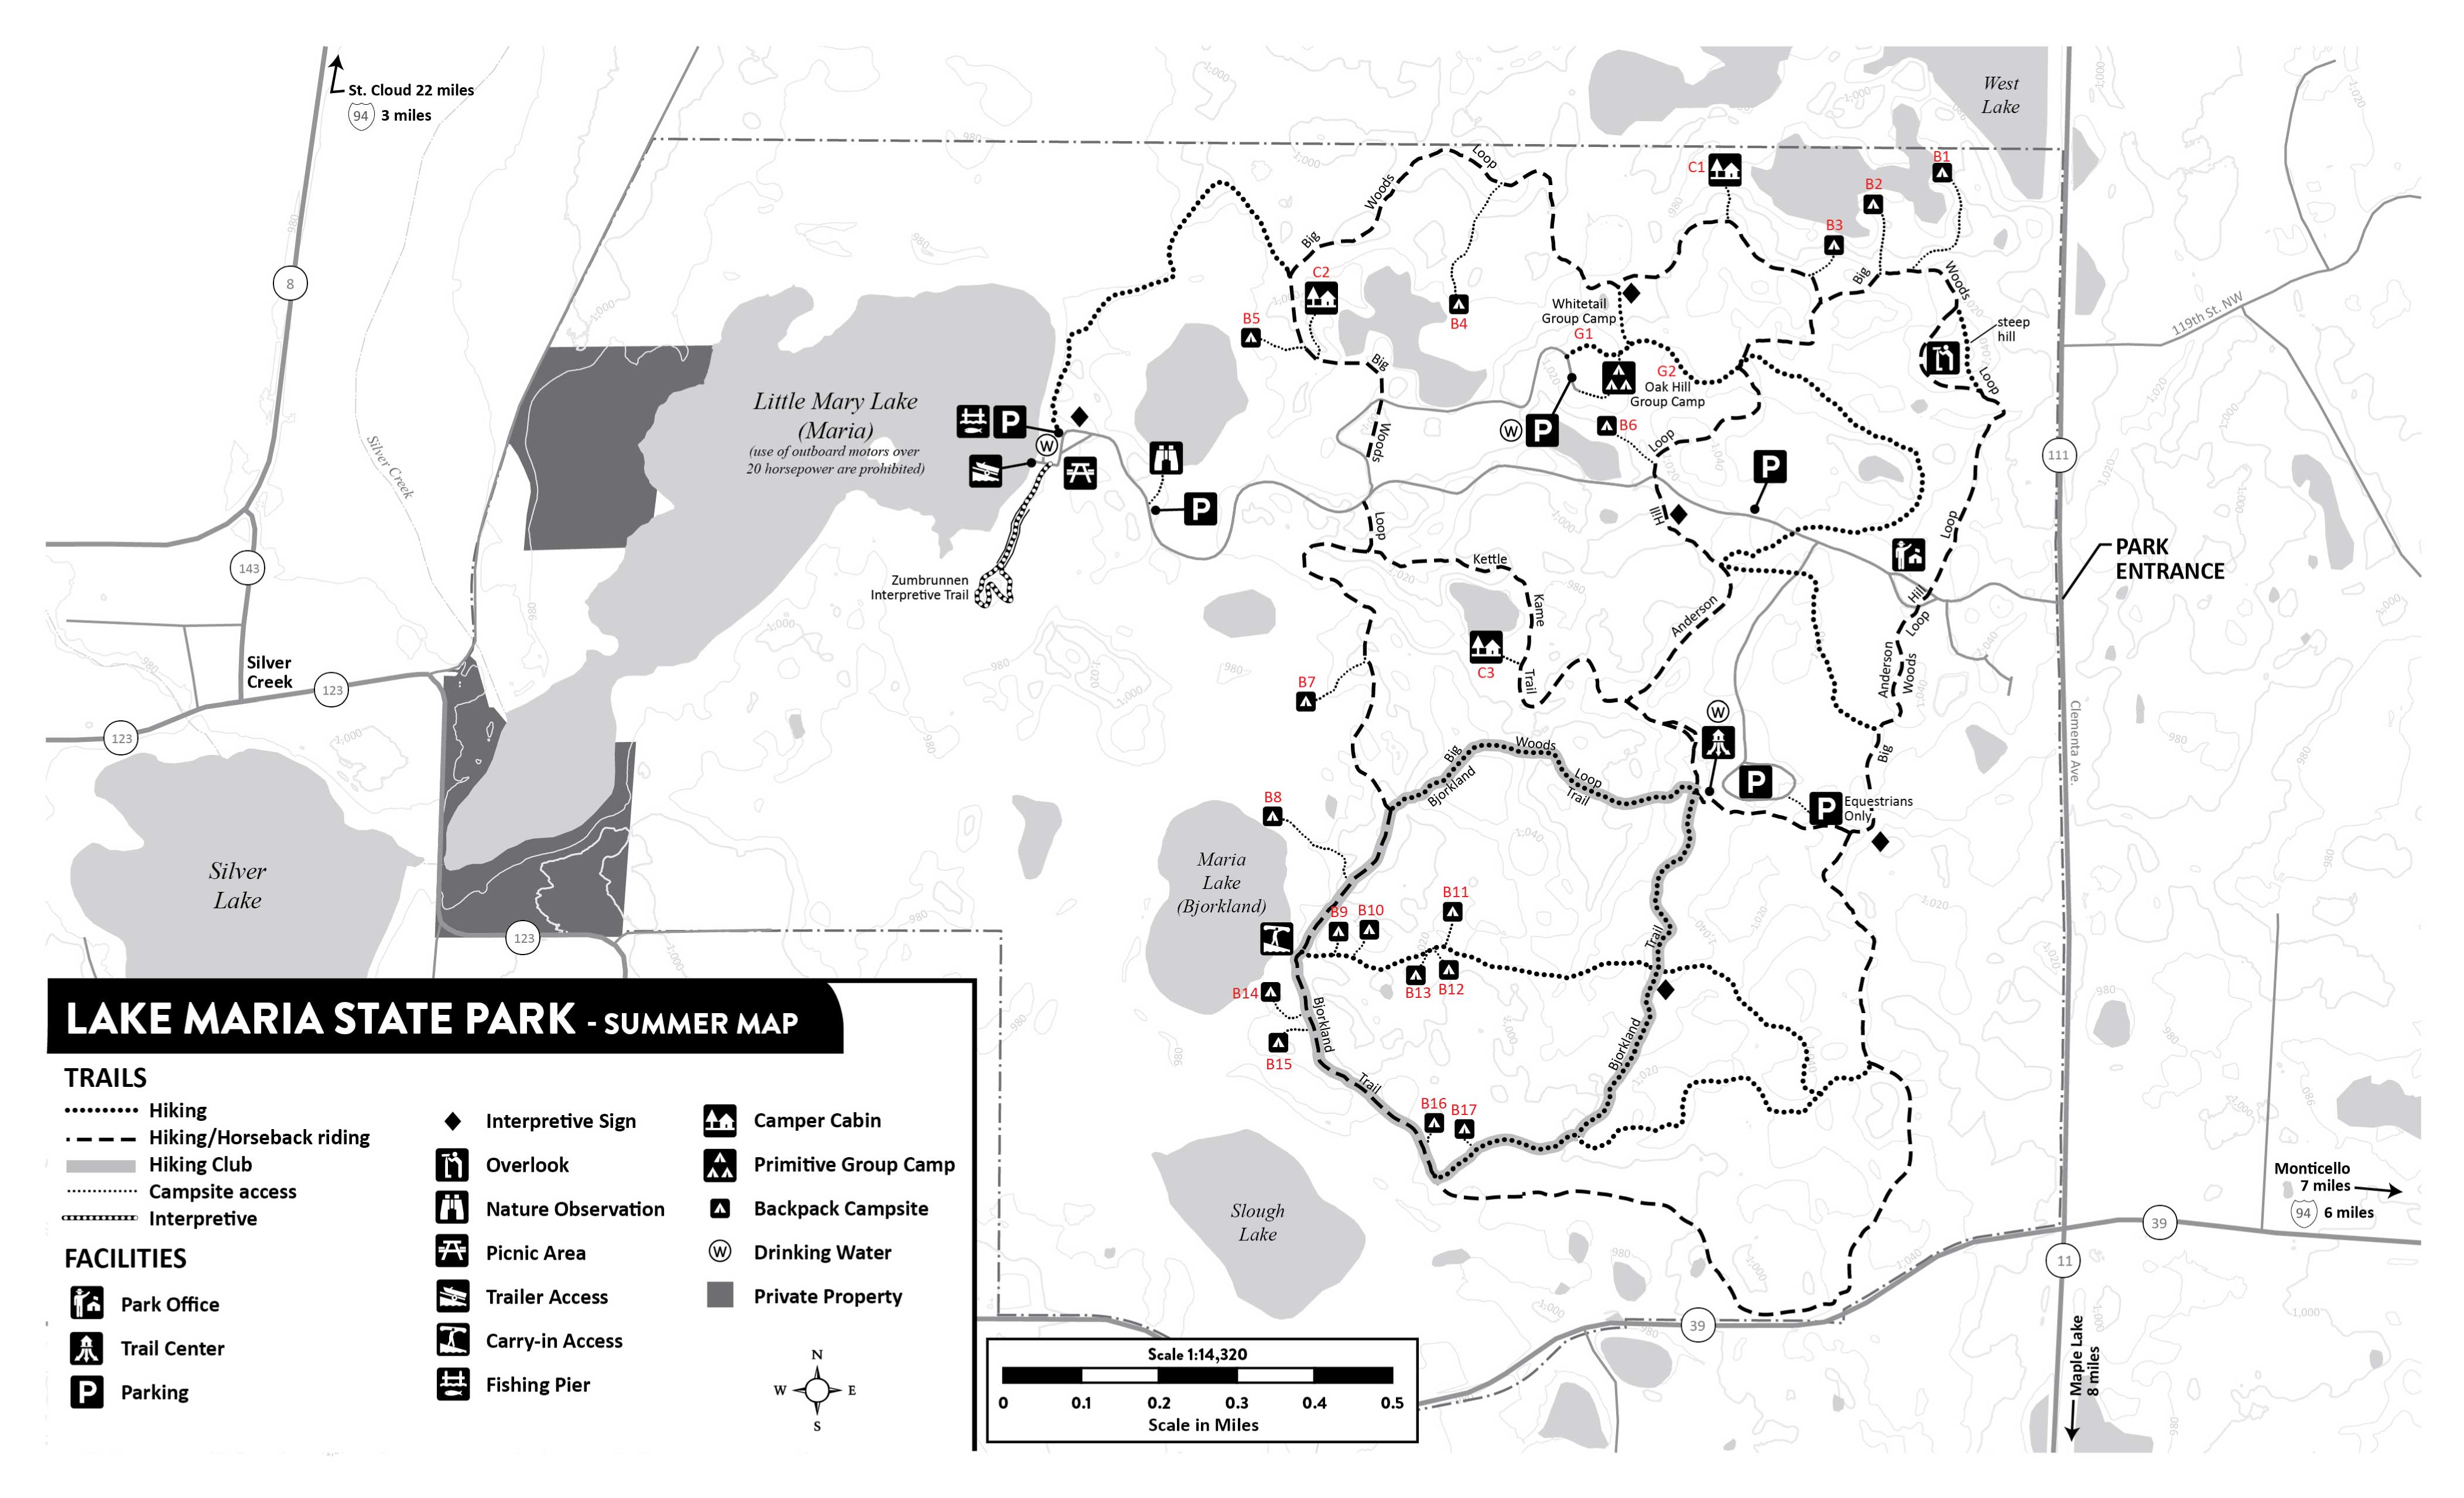 St. Cloud 22 miles
94 3 miles
8
143
Silver Creek
Silver
Creek
123
123
123
Silver
Lake
Little Mary Lake
(Maria)
(use of outboard motors over
20 horsepower are prohibited)
P
W
P
Zumbrunnen
Interpretive Trail
West
Lake
Big
Woods
Loop
C1
B1
B2
B3
Big
Woods
Loop
steep
hill
C2
B5
B4
Big
Woods
Loop
Whitetail
Group Camp
G1
G2
Oak Hill
Group Camp
W
P
B6
Loop
Hill
P
Anderson
Loop
Hill
Loop
Anderson
Woods
Big
119th St. NW
111
PARK
ENTRANCE
Clementa Ave.
Kettle
Kame
Trail
C3
B7
W
P
P
Equestrians
Only
Big
Woods
Loop
Bjorkland
Trail
B8
Maria
Lake
(Bjorkland)
B9
B10
B11
B13
B12
B14
B15
Bjorkland
Trail
Trail
Bjorkland
B16
B17
Slough
Lake
Monticello
7 miles
94 6 miles
39
39
11
Maple Lake
8 miles
LAKE MARIA STATE PARK - SUMMER MAP
TRAILS
Hiking
Hiking/Horseback riding
Hiking Club
Campsite access
Interpretive
FACILITIES
Park Office
Trail Center
P Parking
Interpretive Sign
Overlook
Nature Observation
Picnic Area
Trailer Access
Carry-in Access
Fishing Pier
Camper Cabin
Primitive Group Camp
Backpack Campsite
W Drinking Water
Private Property
N
W E
S
Scale 1:14,320
0 0.1 0.2 0.3 0.4 0.5
Scale in Miles